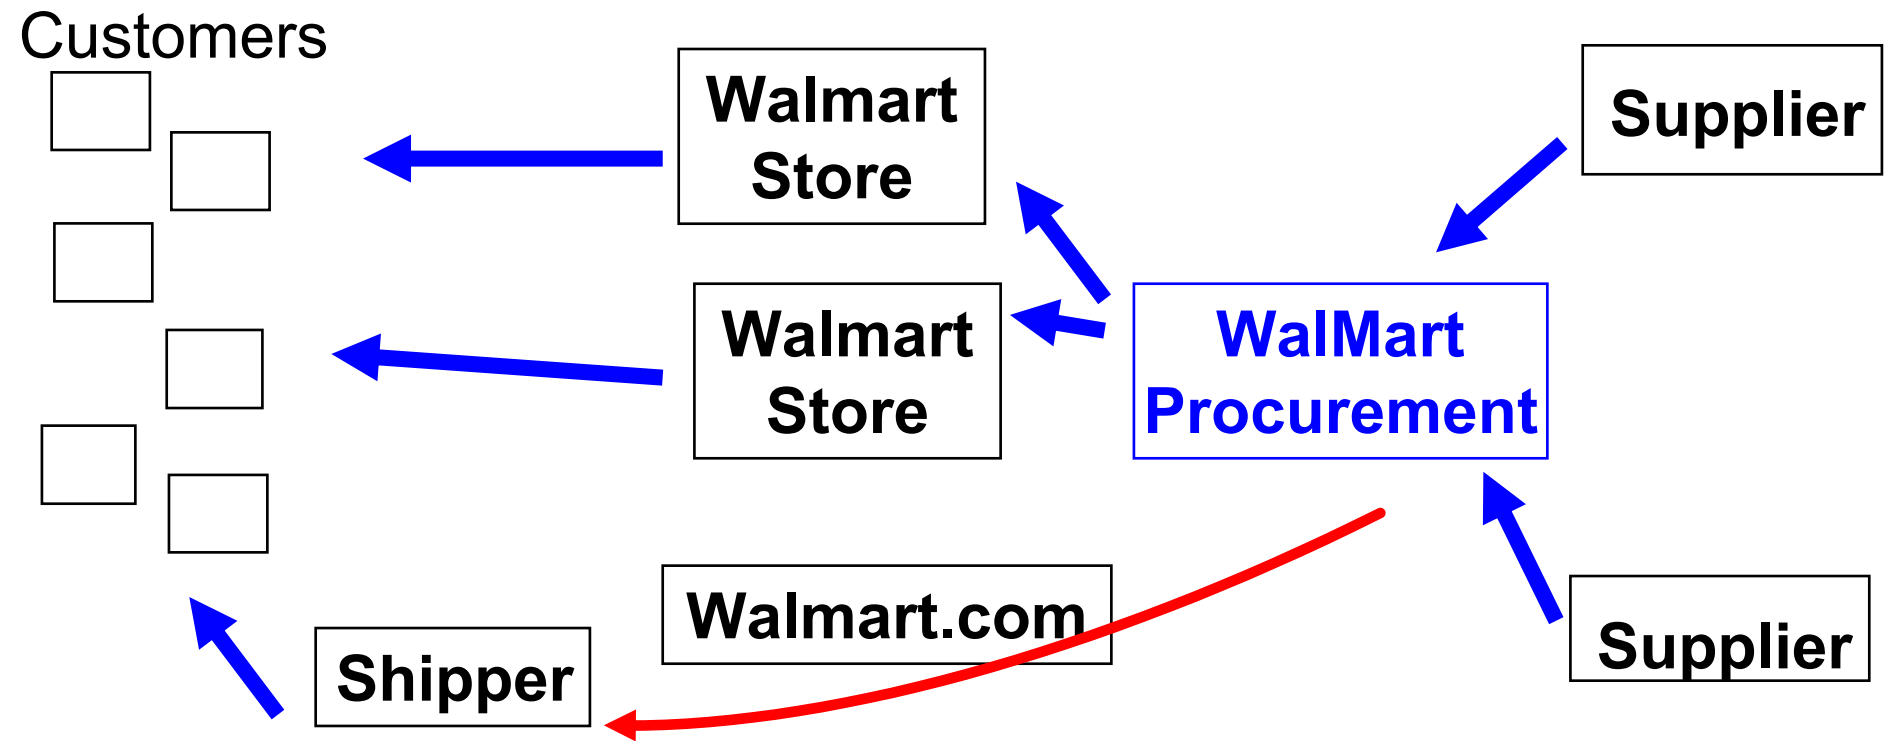 Customers
Walmart
Store
Supplier
Walmart
Store
WalMart
Procurement
Walmart.com
Shipper
Supplier